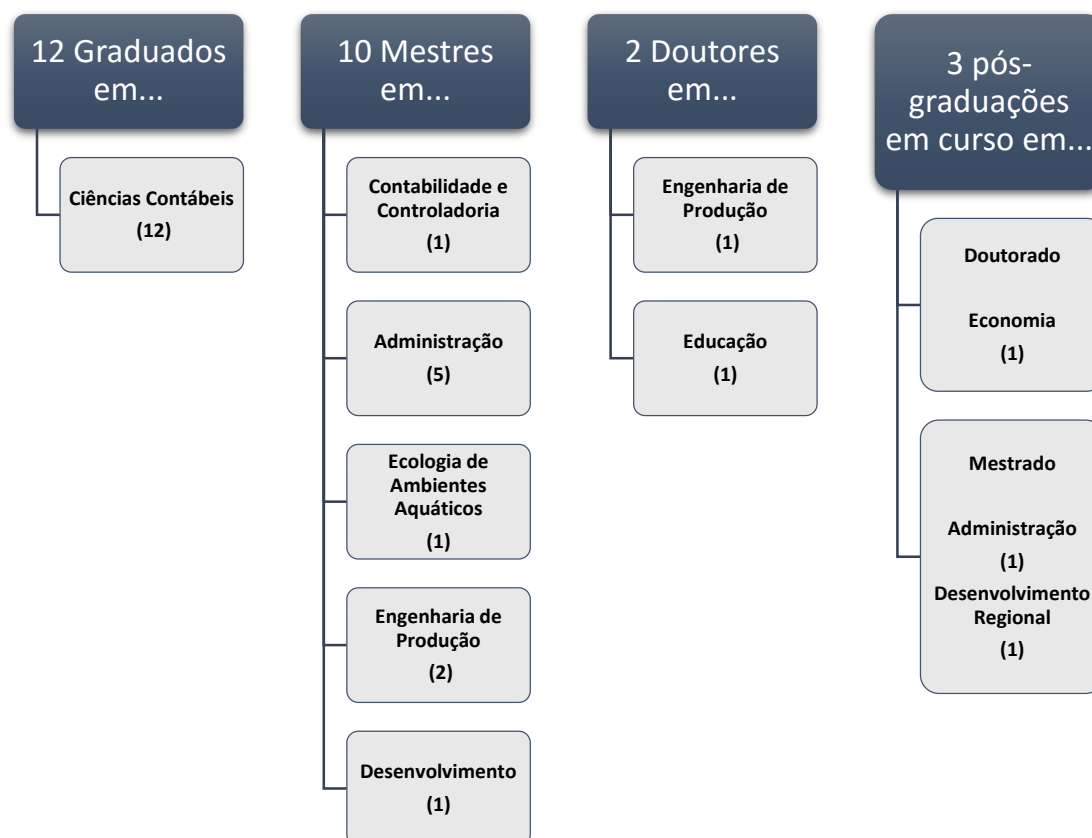 12 Graduados
em...
Ciências Contábeis
(12)
10 Mestres
em...
Contabilidade e
Controladoria
(1)
Administração
(5)
Ecologia de
Ambientes
Aquáticos
(1)
Engenharia de
Produção
(2)
Desenvolvimento
(1)
2 Doutores
em...
Engenharia de
Produção
(1)
Educação
(1)
3 pós-
graduações
em curso em...
Doutorado
Economia
(1)
Mestrado
Administração
(1)
Desenvolvimento
Regional
(1)